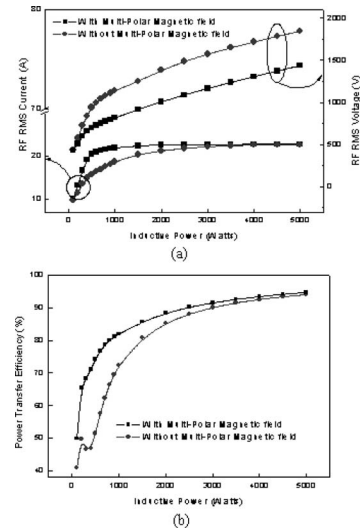 80
With Multi-Polar Magnetic field
Without Multi-Polar Magnetic field
2000
1500
1000
500
0
70
20
10
RF RMS Current (A)
RF RMS Voltage (V)
0
1000
2000
3000
4000
5000
Inductive Power (Watts)
(a)
100
90
80
70
60
50
40
Power Transfer Efficiency (%)
With Multi-Polar Magnetic field
Without Multi-Polar Magnetic field
0
1000
2000
3000
4000
5000
Inductive Power (Watts)
(b)